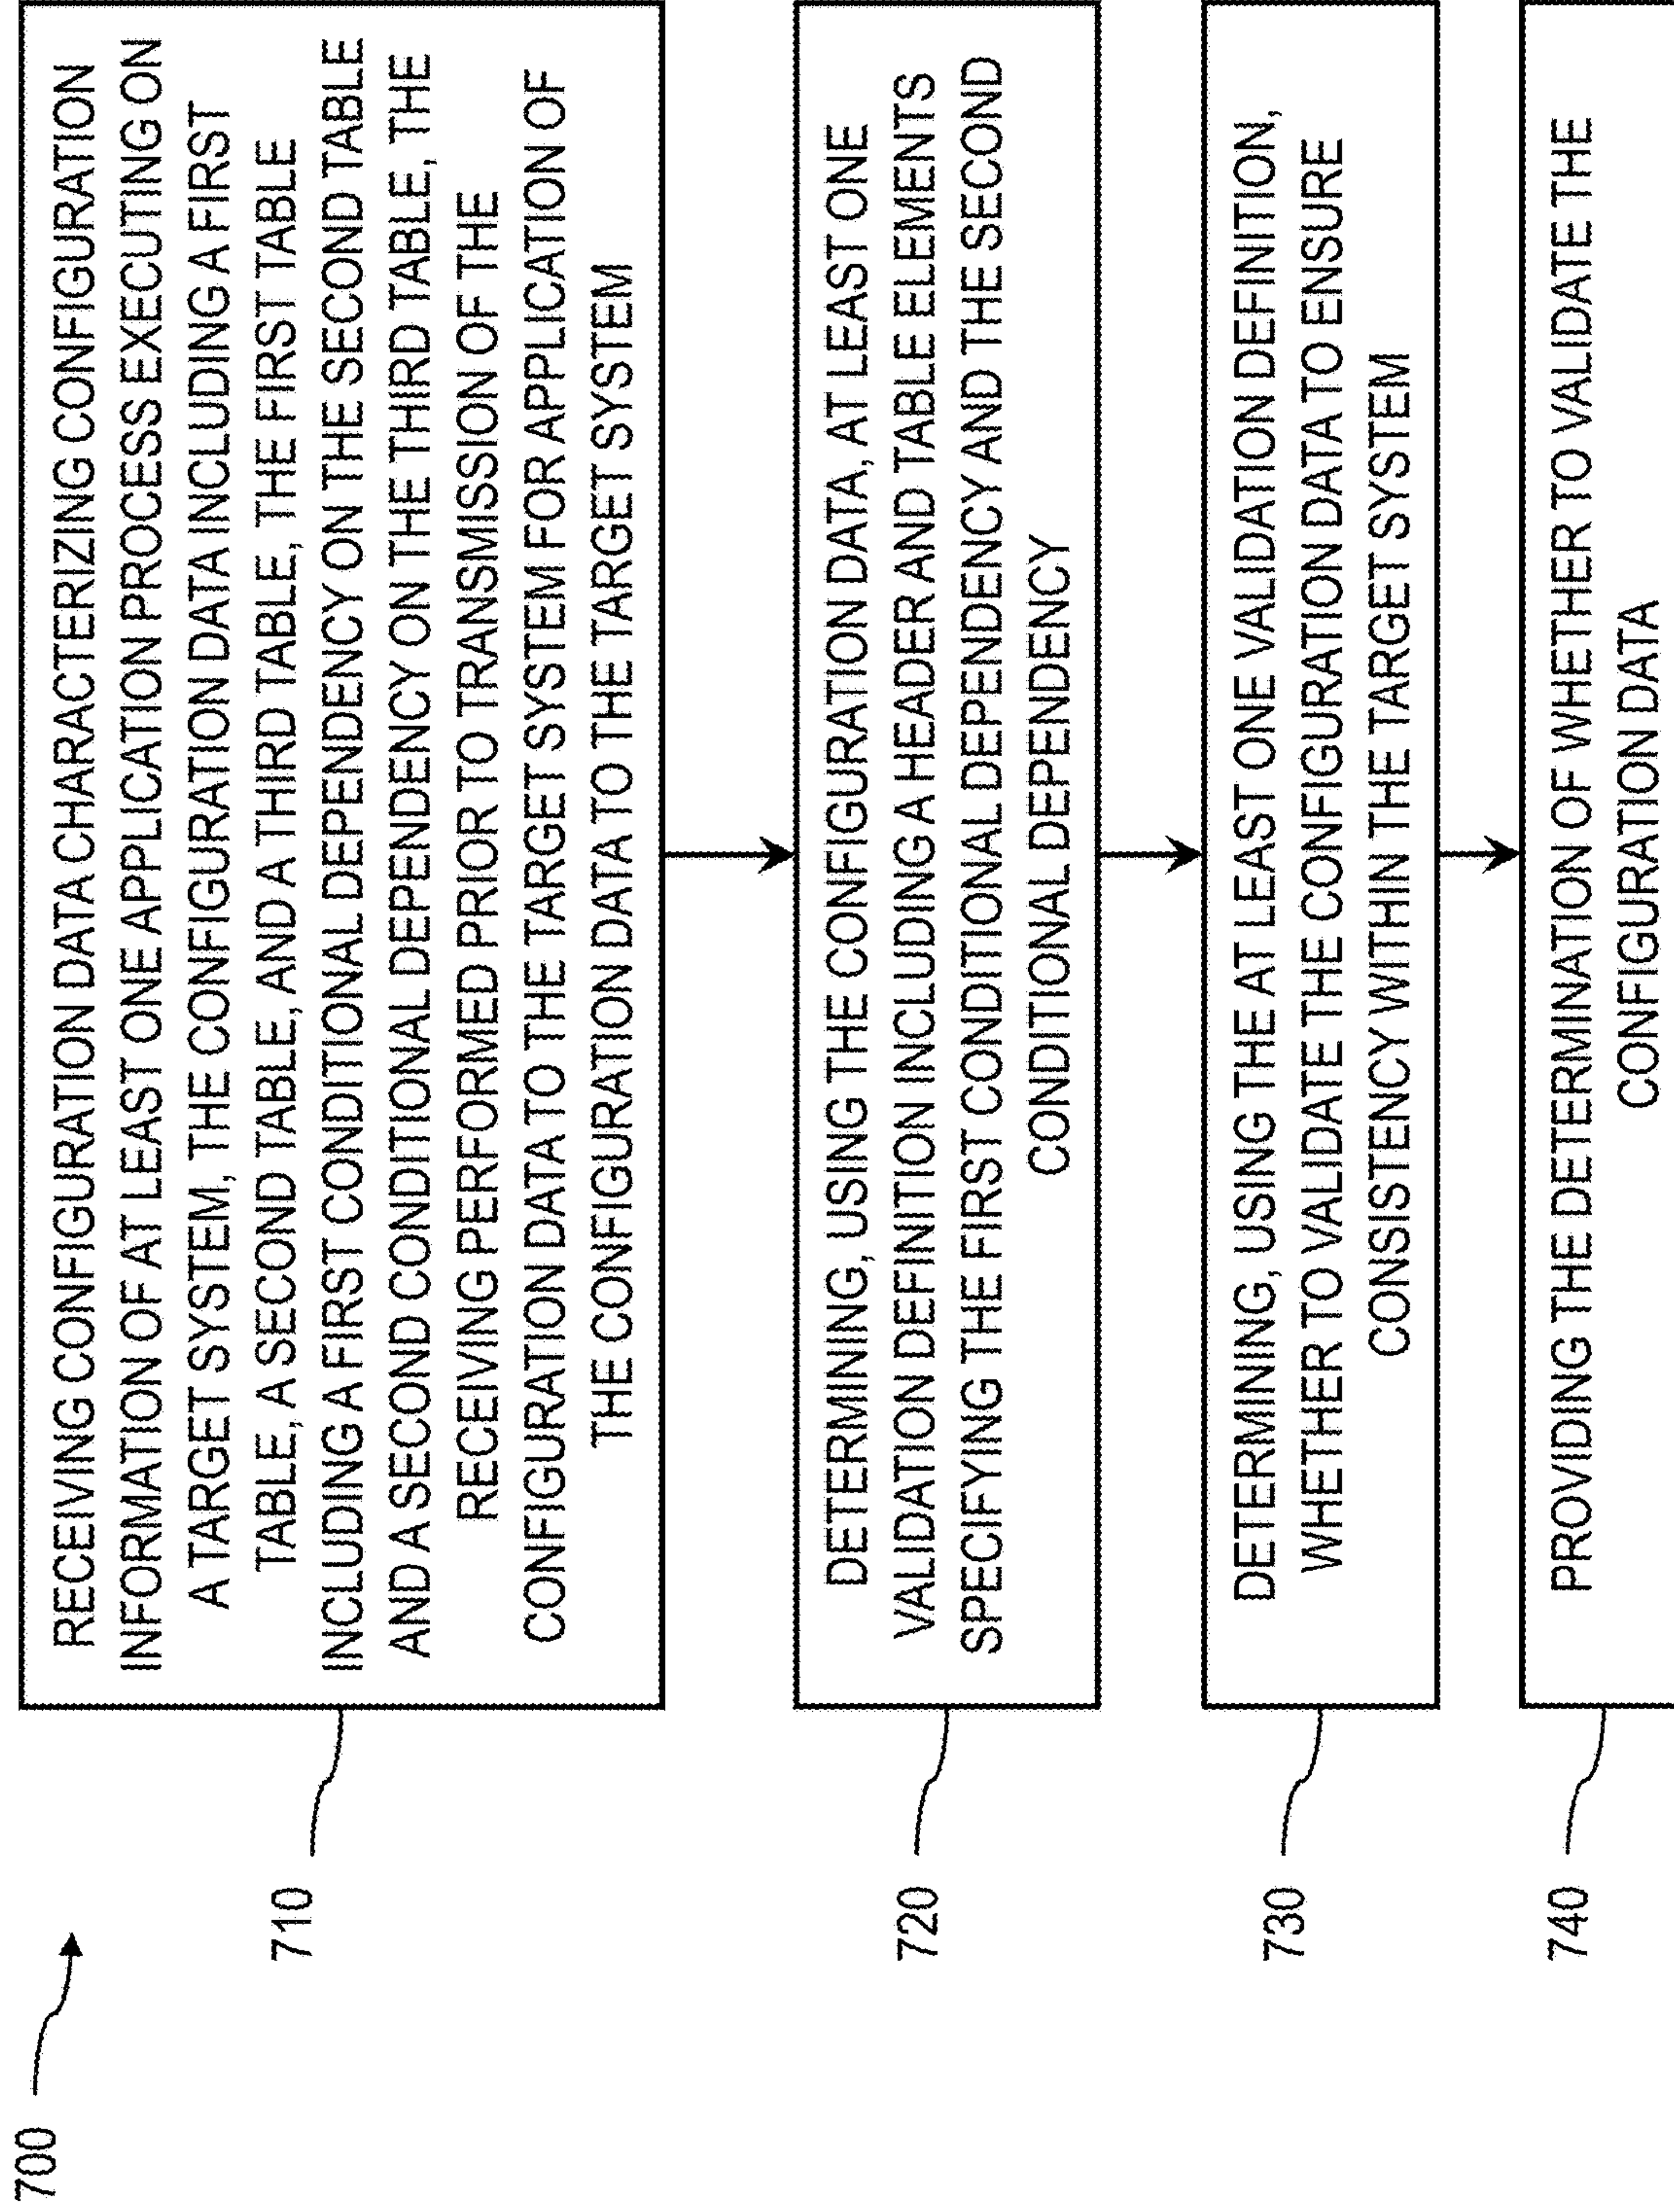 700
710
RECEIVING CONFIGURATION DATA CHARACTERIZING CONFIGURATION
INFORMATION OF AT LEAST ONE APPLICATION PROCESS EXECUTING ON
A TARGET SYSTEM, THE CONFIGURATION DATA INCLUDING A FIRST
TABLE, A SECOND TABLE, AND A THIRD TABLE, THE FIRST TABLE
INCLUDING A FIRST CONDITIONAL DEPENDENCY ON THE SECOND TABLE
AND A SECOND CONDITIONAL DEPENDENCY ON THE THIRD TABLE, THE
RECEIVING PERFORMED PRIOR TO TRANSMISSION OF THE
CONFIGURATION DATA TO THE TARGET SYSTEM FOR APPLICATION OF
THE CONFIGURATION DATA TO THE TARGET SYSTEM
720
DETERMINING, USING THE CONFIGURATION DATA, AT LEAST ONE
VALIDATION DEFINITION INCLUDING A HEADER AND TABLE ELEMENTS
SPECIFYING THE FIRST CONDITIONAL DEPENDENCY AND THE SECOND
CONDITIONAL DEPENDENCY
730
DETERMINING, USING THE AT LEAST ONE VALIDATION DEFINITION,
WHETHER TO VALIDATE THE CONFIGURATION DATA TO ENSURE
CONSISTENCY WITHIN THE TARGET SYSTEM
740
PROVIDING THE DETERMINATION OF WHETHER TO VALIDATE THE
CONFIGURATION DATA